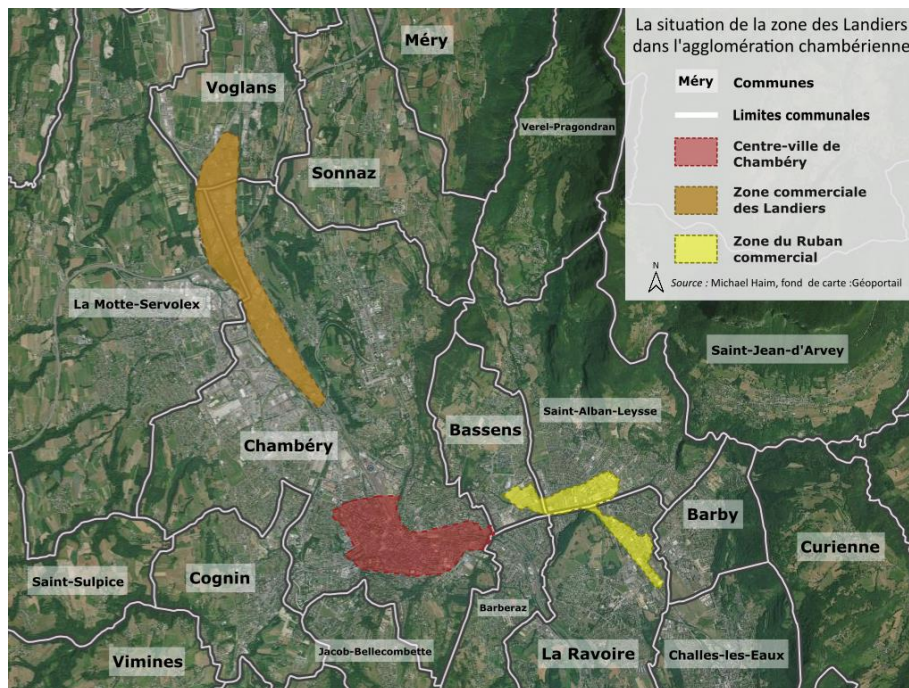 La situation de la zone des Landiers
dans l'agglomération chambérienne
Méry Communes
Limites communales
Centre-ville de
Chambéry
Zone commerciale
des Landiers
Zone du Ruban
commercial
N
Source : Michael Haim, fond de carte :Géoportail
Méry
Voglans
Verel-Pragondran
Sonnaz
La Motte-Servolex
Saint-Jean-d'Arvey
Saint-Alban-Leysse
Bassens
Chambéry
Barby
Curienne
Saint-Sulpice
Cognin
Barberaz
Jacob-Bellecombette
La Ravoire
Challes-les-Eaux
Vimines